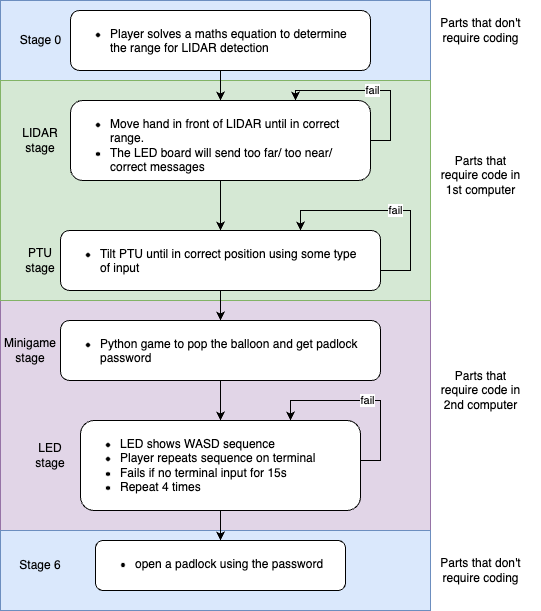 Stage 0
• Player solves a maths equation to determine
the range for LIDAR detection
Parts that don't
require coding
fail
LIDAR
stage
• Move hand in front of LIDAR until in correct
range.
• The LED board will send too far/ too near/
correct messages
Parts that
require code in
1st computer
fail
PTU
stage
• Tilt PTU until in correct position using some type
of input
Minigame
stage
• Python game to pop the balloon and get padlock
password
Parts that
require code in
2nd computer
fail
LED
stage
• LED shows WASD sequence
• Player repeats sequence on terminal
• Fails if no terminal input for 15s
• Repeat 4 times
Stage 6
• open a padlock using the password
Parts that don't
require coding